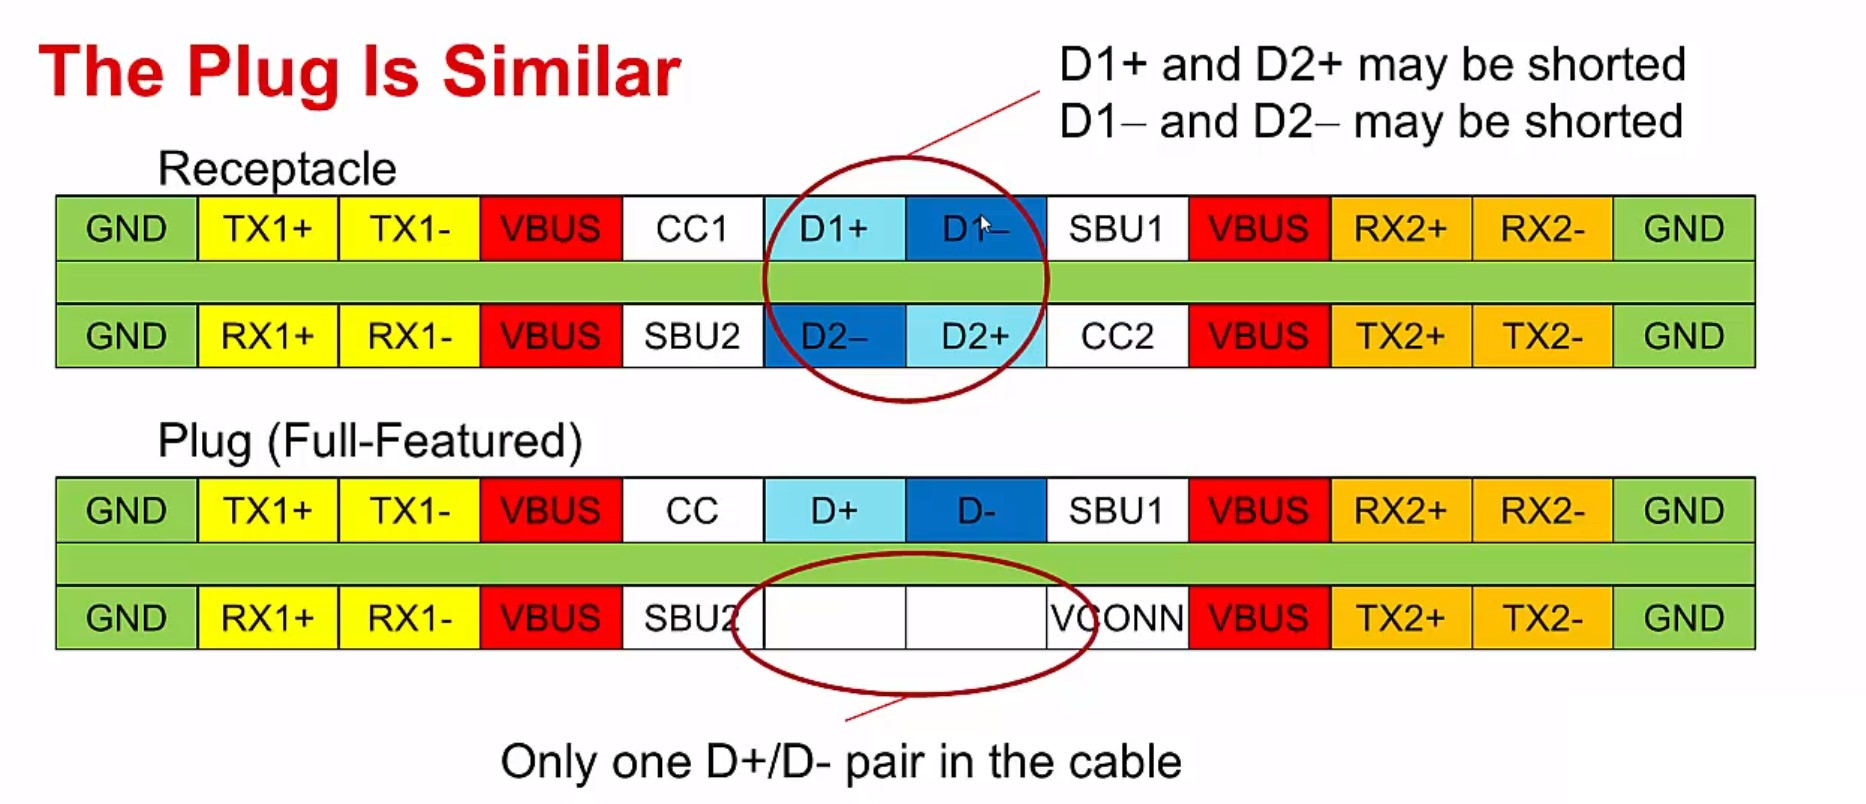 The Plug Is Similar
D1+ and D2+ may be shorted
D1– and D2– may be shorted
Receptacle
GND TX1+ TX1- VBUS CC1 D1+ D1– SBU1 VBUS RX2+ RX2- GND
GND RX1+ RX1- VBUS SBU2 D2– D2+ CC2 VBUS TX2+ TX2- GND
Plug (Full-Featured)
GND TX1+ TX1- VBUS CC D+ D- SBU1 VBUS RX2+ RX2- GND
GND RX1+ RX1- VBUS SBU2 VCONN VBUS TX2+ TX2- GND
Only one D+/D- pair in the cable